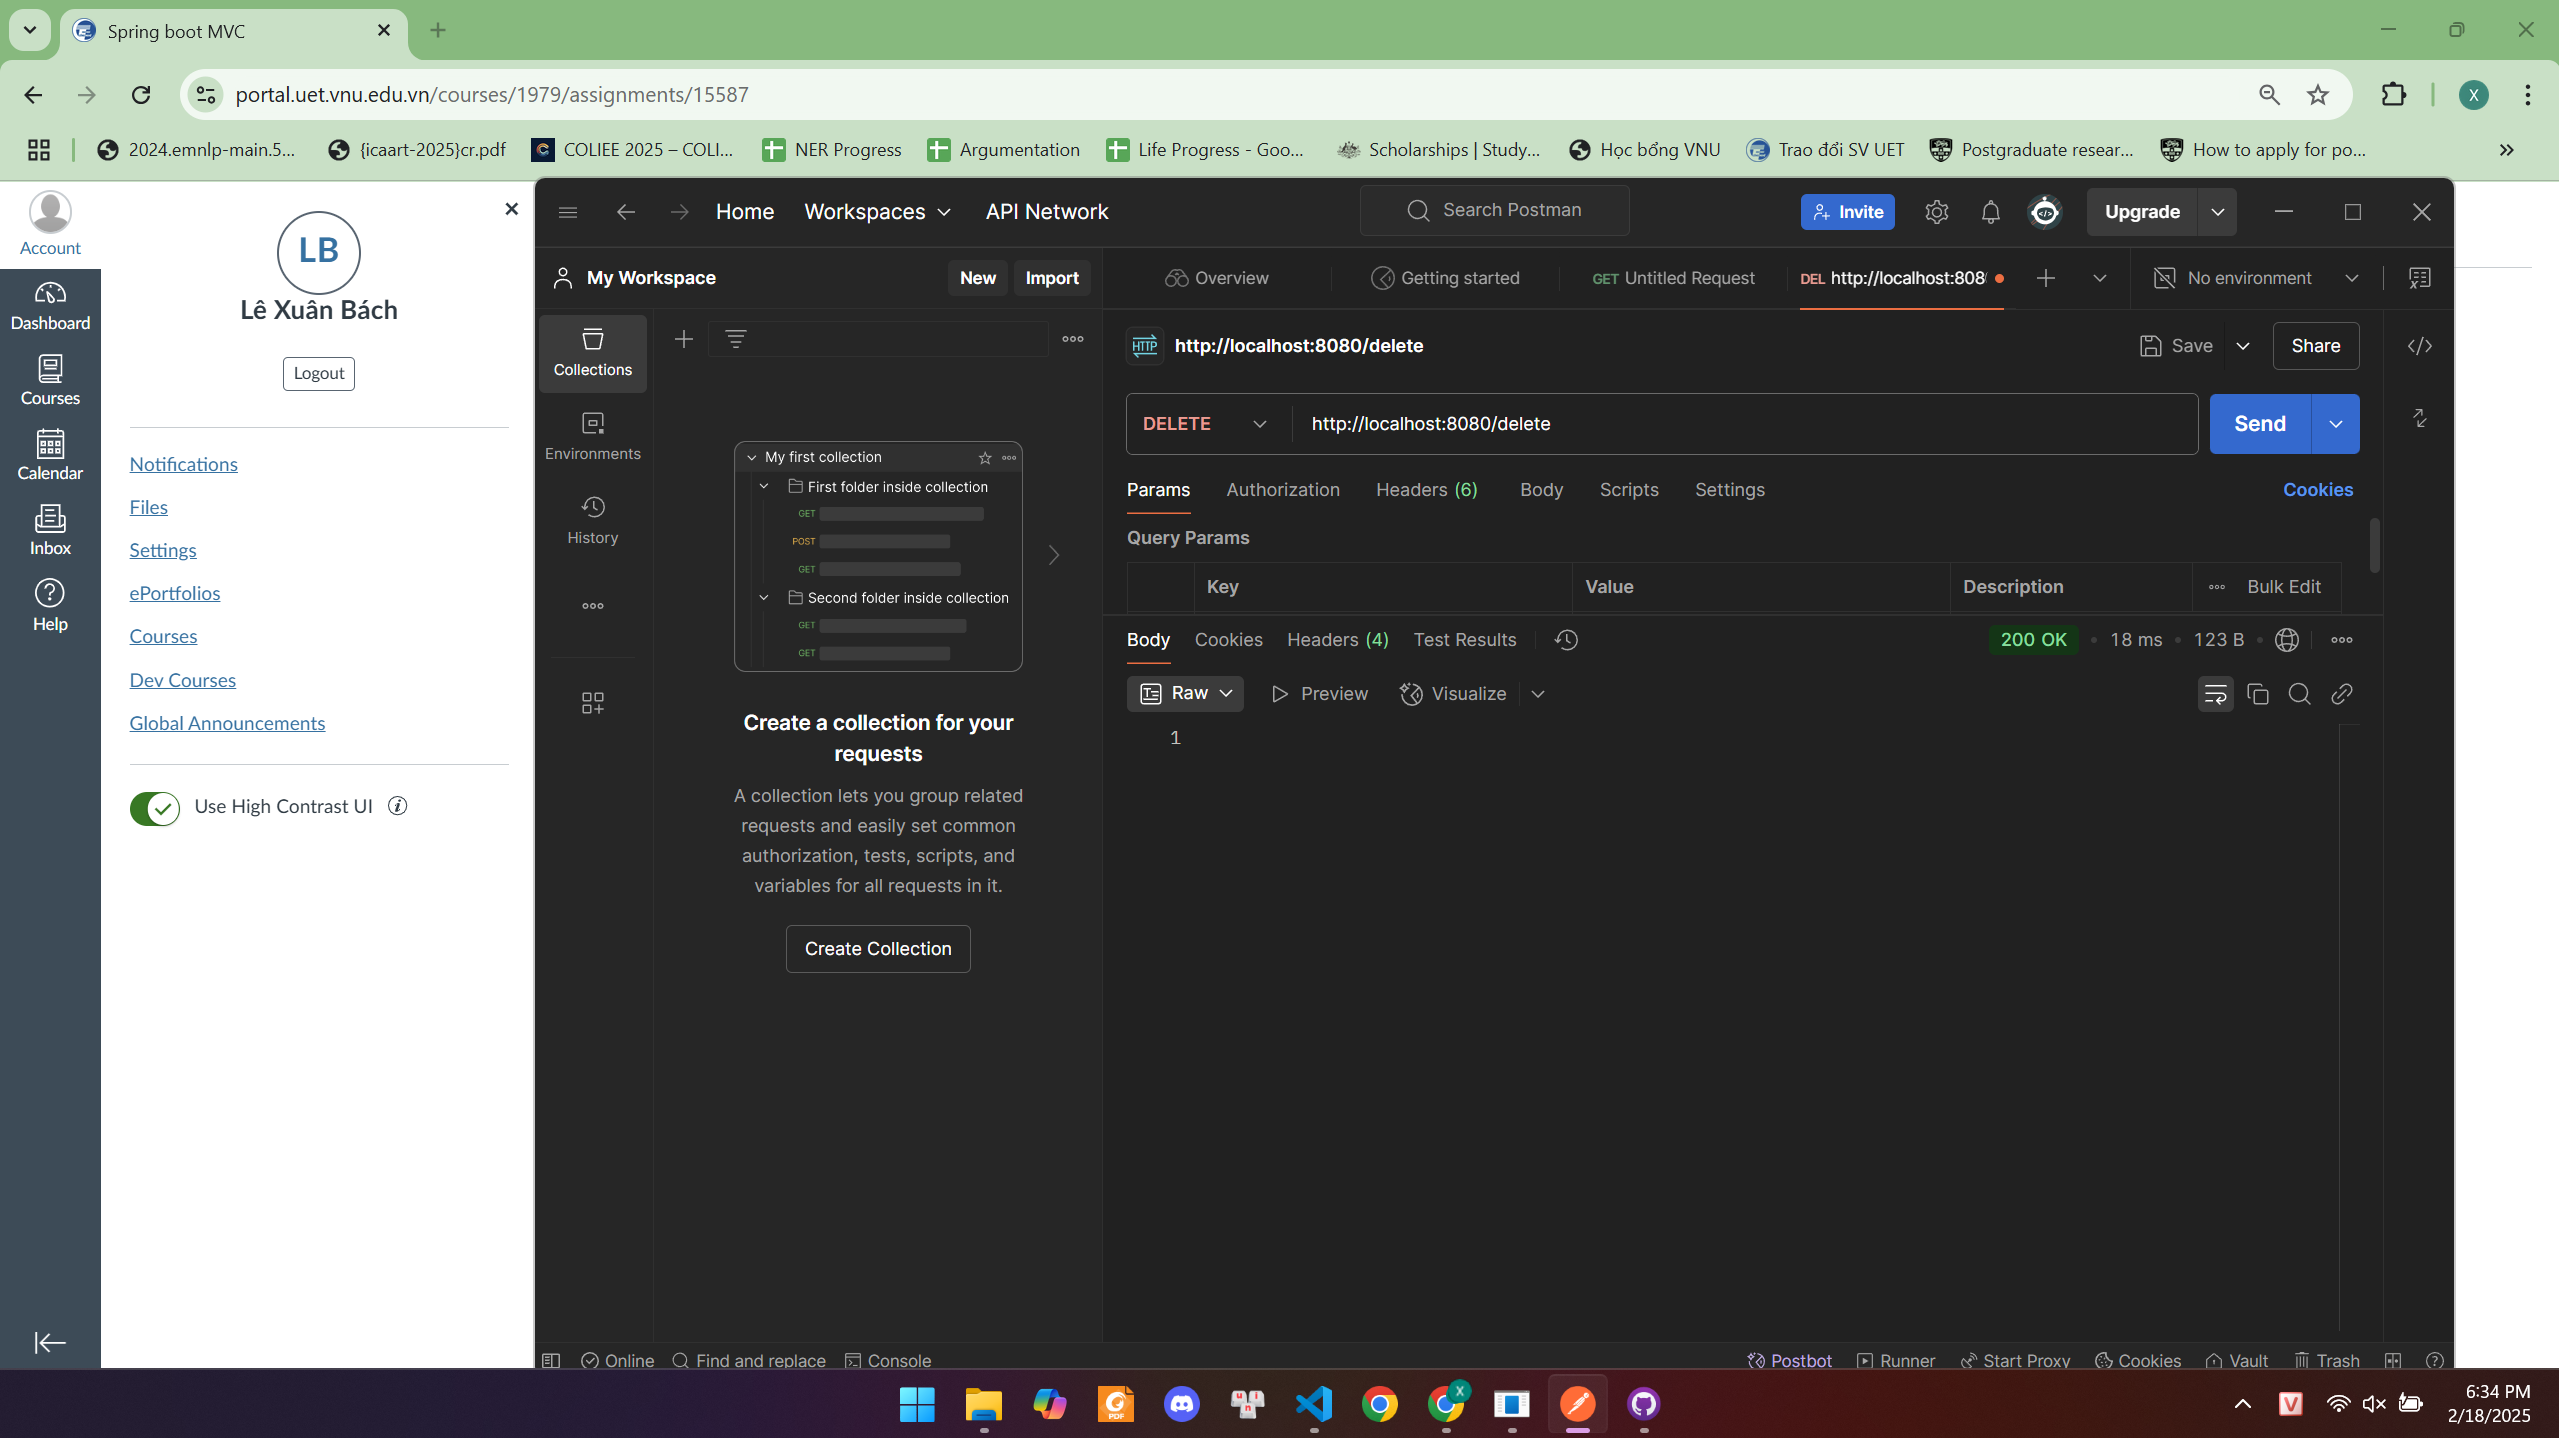 Spring boot MVC
portal.uet.vnu.edu.vn/courses/1979/assignments/15587
X
2024.emnlp-main.5...
{icaart-2025}cr.pdf
COLIEE 2025 – COLI...
NER Progress
Argumentation
Life Progress - Goo...
Scholarships | Study...
Học bổng VNU
Trao đổi SV UET
Postgraduate resear...
How to apply for po...
Account
Dashboard
Courses
Calendar
Inbox
Help
LB
Lê Xuân Bách
Logout
Notifications
Files
Settings
ePortfolios
Courses
Dev Courses
Global Announcements
Use High Contrast UI
Home
Workspaces
API Network
Search Postman
Invite
Upgrade
My Workspace
New
Import
Overview
Getting started
GET Untitled Request
DEL http://localhost:808
No environment
Collections
Environments
History
My first collection
First folder inside collection
GET
POST
GET
Second folder inside collection
GET
GET
Create a collection for your
requests
A collection lets you group related
requests and easily set common
authorization, tests, scripts, and
variables for all requests in it.
Create Collection
HTTP
http://localhost:8080/delete
Save
Share
DELETE
http://localhost:8080/delete
Send
Params
Authorization
Headers (6)
Body
Scripts
Settings
Cookies
Query Params
Key
Value
Description
Bulk Edit
Body
Cookies
Headers (4)
Test Results
200 OK
18 ms
123 B
Raw
Preview
Visualize
1
Online
Find and replace
Console
Postbot
Runner
Start Proxy
Cookies
Vault
Trash
PDF
X
V
6:34 PM
2/18/2025